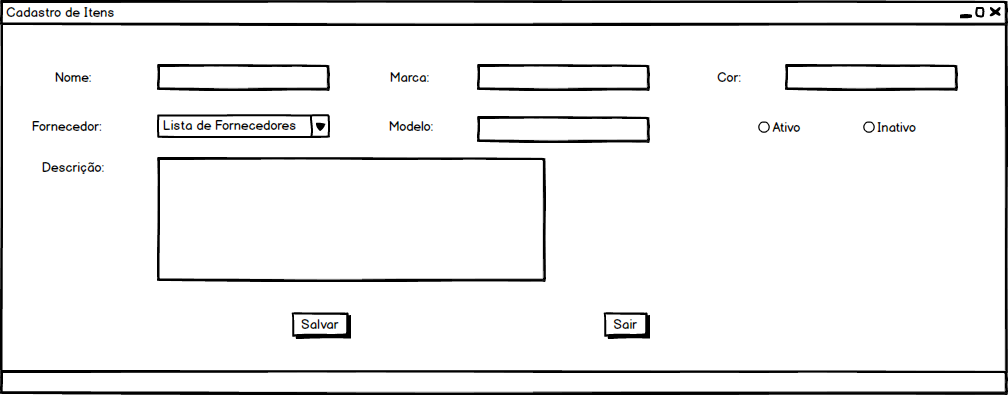 Cadastro de Itens
Nome: Marca: Cor:
Fornecedor: Lista de Fornecedores Modelo: Ativo Inativo
Descrição:
Salvar Sair